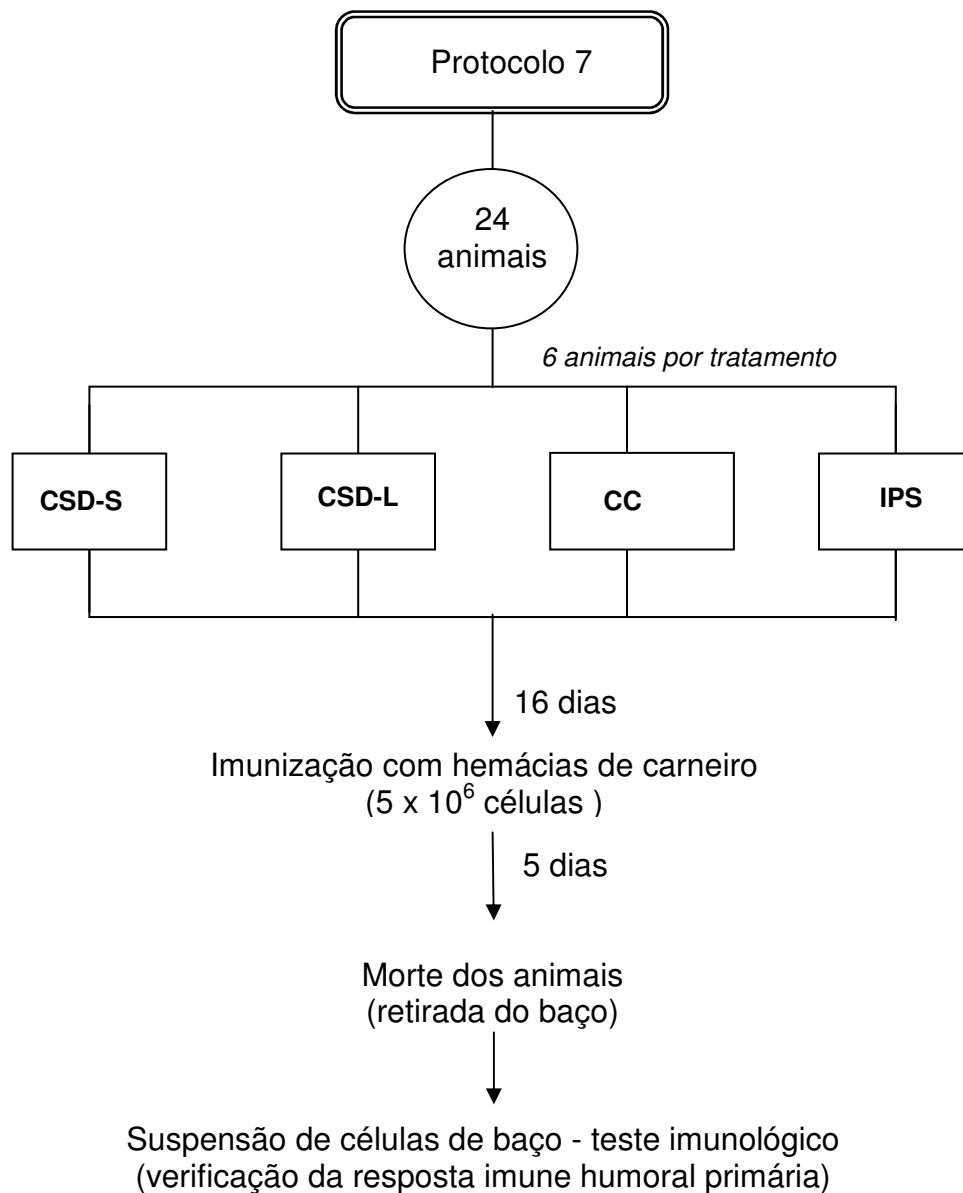 Protocolo 7
24
animais
6 animais por tratamento
CSD-S
CSD-L
CC
IPS
16 dias
Imunização com hemácias de carneiro
(5 x 10⁶ células )
5 dias
Morte dos animais
(retirada do baço)
Suspensão de células de baço - teste imunológico
(verificação da resposta imune humoral primária)